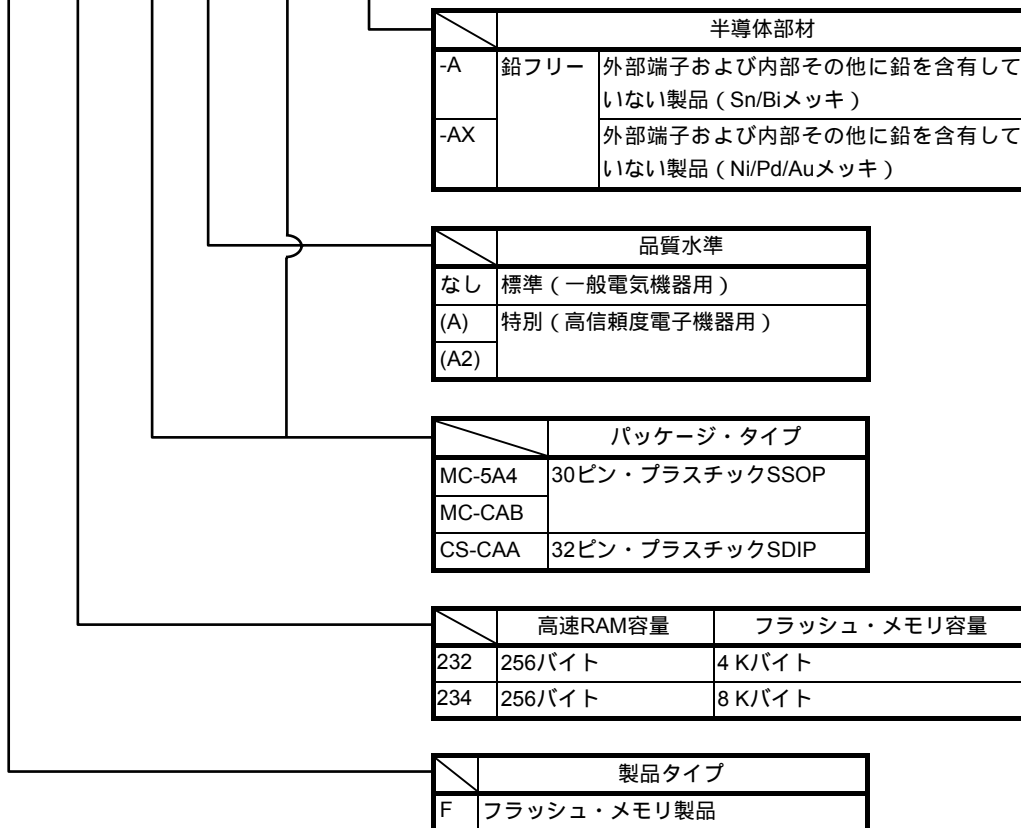 半導体部材
-A 鉛フリー 外部端子および内部その他に鉛を含有して
いない製品（Sn/Biメッキ）
-AX 外部端子および内部その他に鉛を含有して
いない製品（Ni/Pd/Auメッキ）
品質水準
なし 標準（一般電気機器用）
(A) 特別（高信頼度電子機器用）
(A2)
パッケージ・タイプ
MC-5A4 30ピン・プラスチックSSOP
MC-CAB
CS-CAA 32ピン・プラスチックSDIP
高速RAM容量 フラッシュ・メモリ容量
232 256バイト 4 Kバイト
234 256バイト 8 Kバイト
製品タイプ
F フラッシュ・メモリ製品